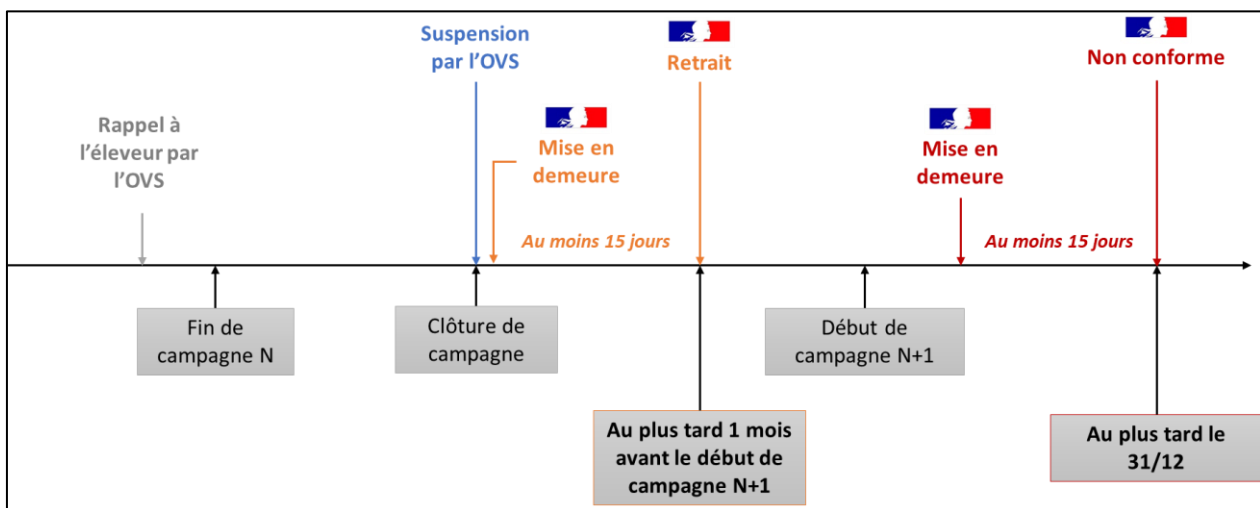 Suspension
par l'OVS
Retrait
Non conforme
Rappel à
l'éleveur par
l'OVS
Mise en
demeure
Mise en
demeure
Au moins 15 jours
Au moins 15 jours
Fin de
campagne N
Clôture de
campagne
Début de
campagne N+1
Au plus tard 1 mois
avant le début de
campagne N+1
Au plus tard le
31/12